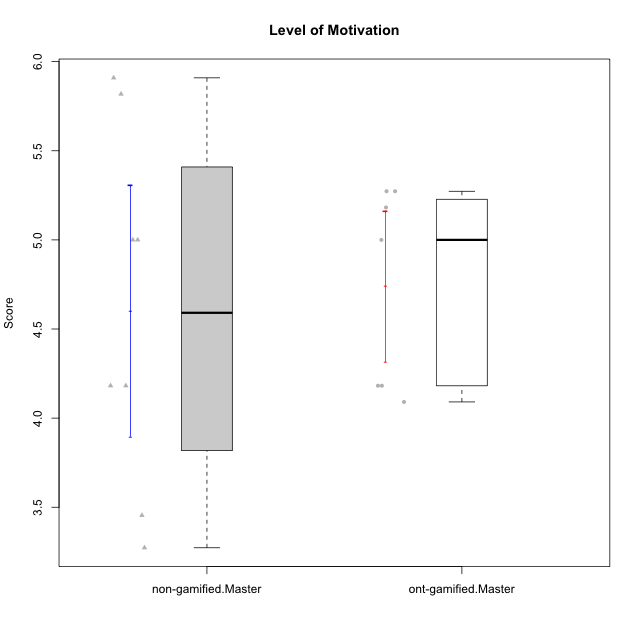 Level of Motivation
Score
6.0
5.5
5.0
4.5
4.0
3.5
non-gamified.Master
ont-gamified.Master